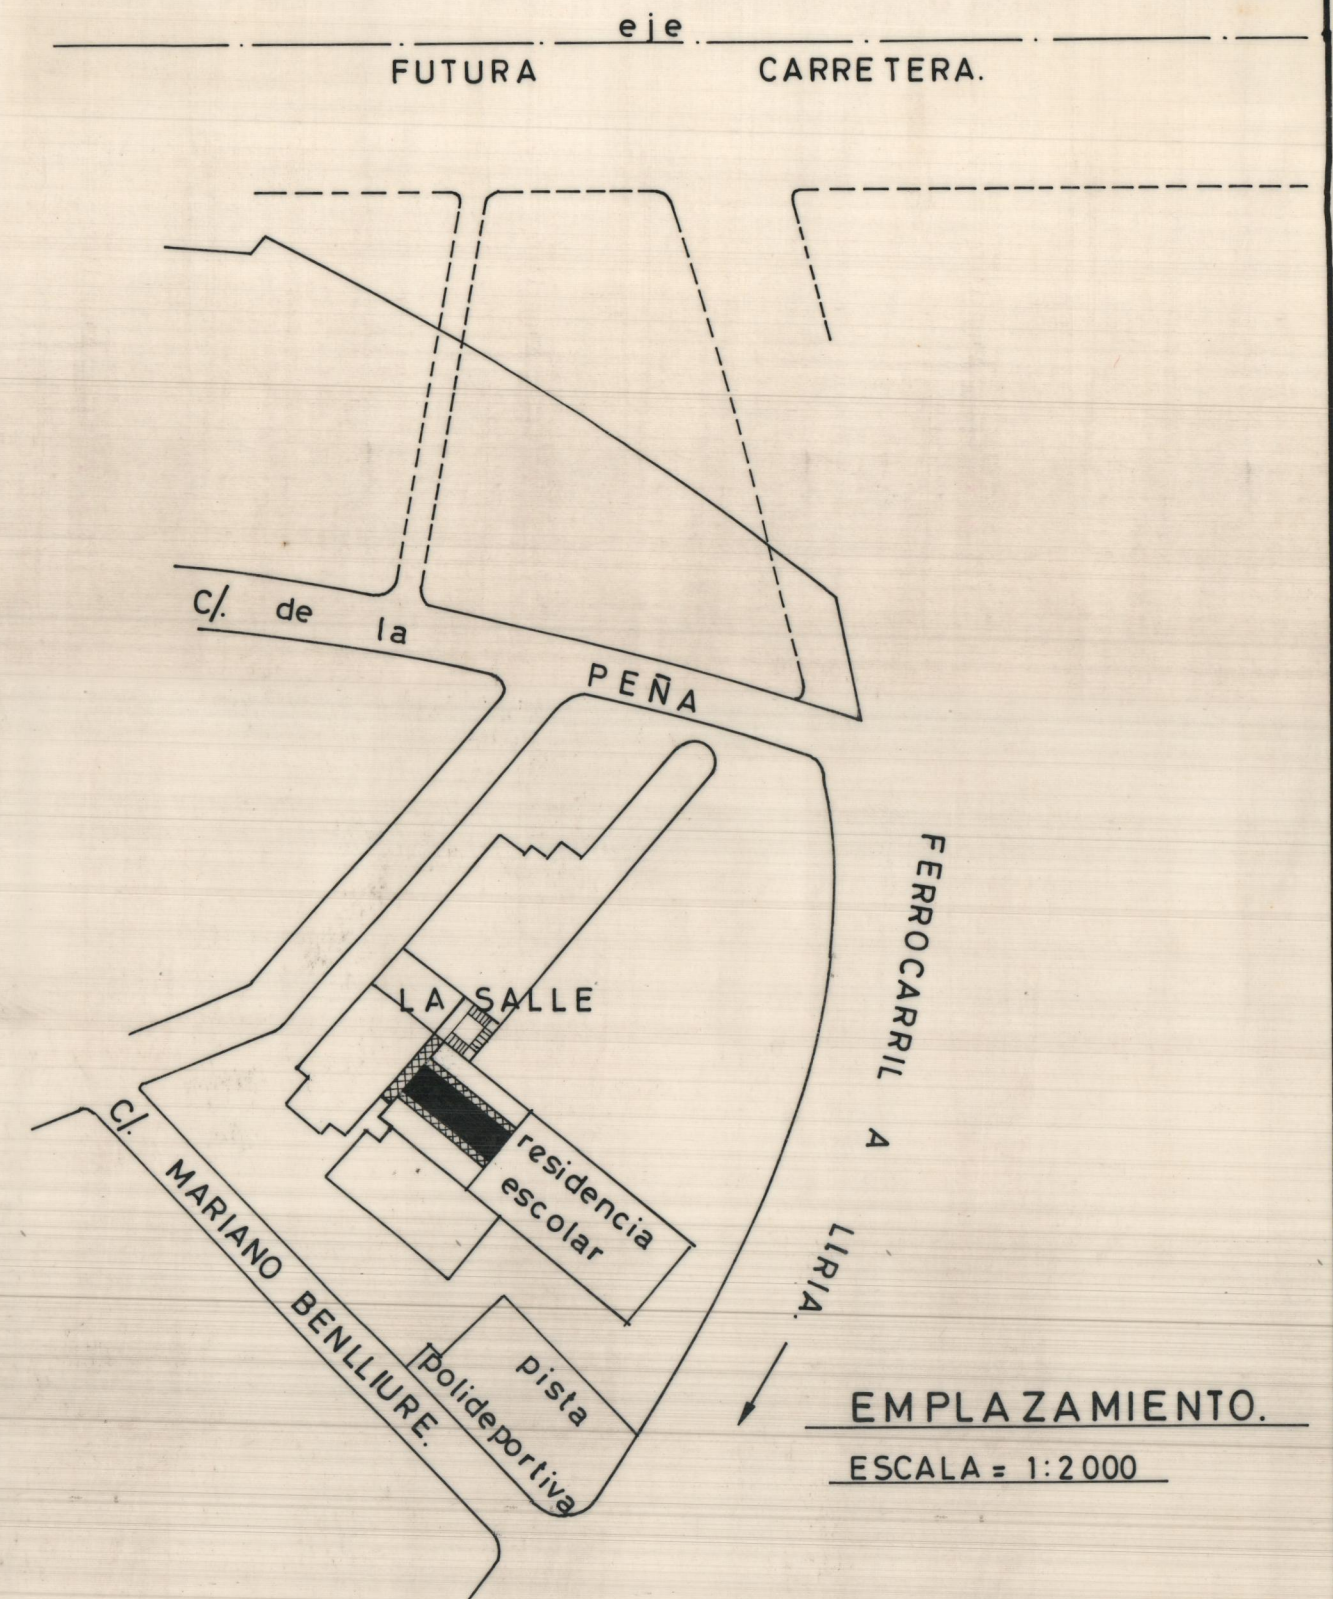 eje
FUTURA CARRETERA.
C/. de la PEÑA
FERROCARRIL A LIRIA.
LA SALLE
residencia
escolar
C/. MARIANO BENLLIURE.
pista
polideportiva
EMPLAZAMIENTO.
ESCALA = 1:2000